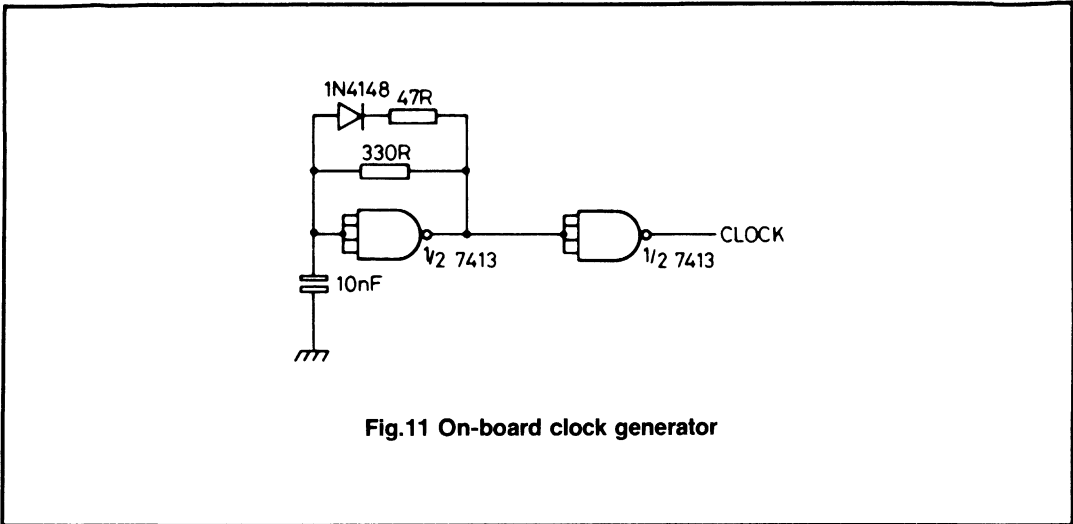 1N4148
47R
330R
1/2 7413
1/2 7413
CLOCK
10nF
Fig.11 On-board clock generator